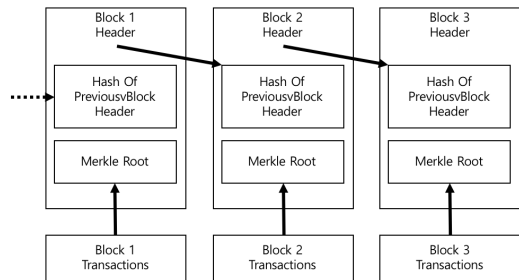 Block 1
Header
Block 2
Header
Block 3
Header
Hash Of
PreviousvBlock
Header
Hash Of
PreviousvBlock
Header
Hash Of
PreviousvBlock
Header
Merkle Root
Merkle Root
Merkle Root
Block 1
Transactions
Block 2
Transactions
Block 3
Transactions